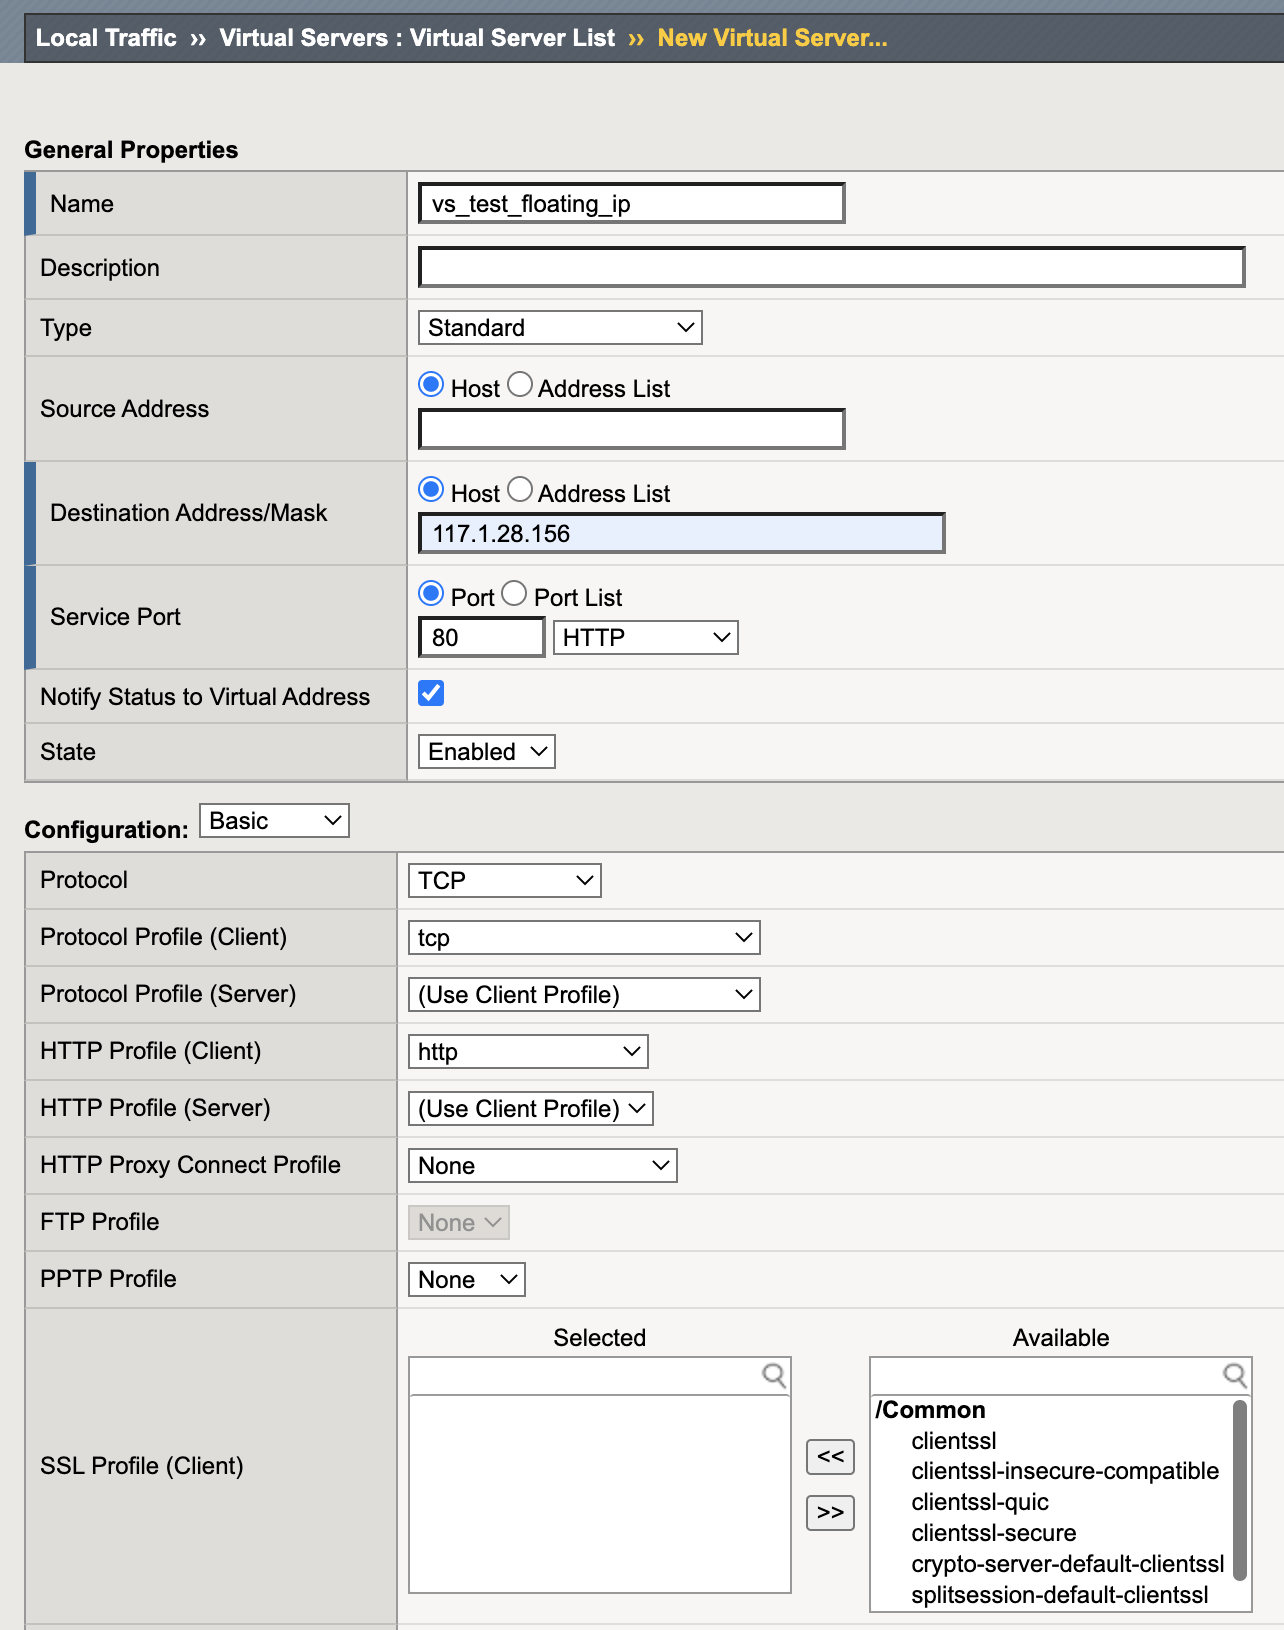 Local Traffic ›› Virtual Servers : Virtual Server List ›› New Virtual Server...
General Properties
Name vs_test_floating_ip
Description
Type Standard
Source Address Host Address List
Destination Address/Mask Host Address List
117.1.28.156
Service Port Port Port List
80 HTTP
Notify Status to Virtual Address
State Enabled
Configuration: Basic
Protocol TCP
Protocol Profile (Client) tcp
Protocol Profile (Server) (Use Client Profile)
HTTP Profile (Client) http
HTTP Profile (Server) (Use Client Profile)
HTTP Proxy Connect Profile None
FTP Profile None
PPTP Profile None
SSL Profile (Client)
Selected Available
<<
>>
/Common
clientssl
clientssl-insecure-compatible
clientssl-quic
clientssl-secure
crypto-server-default-clientssl
splitsession-default-clientssl